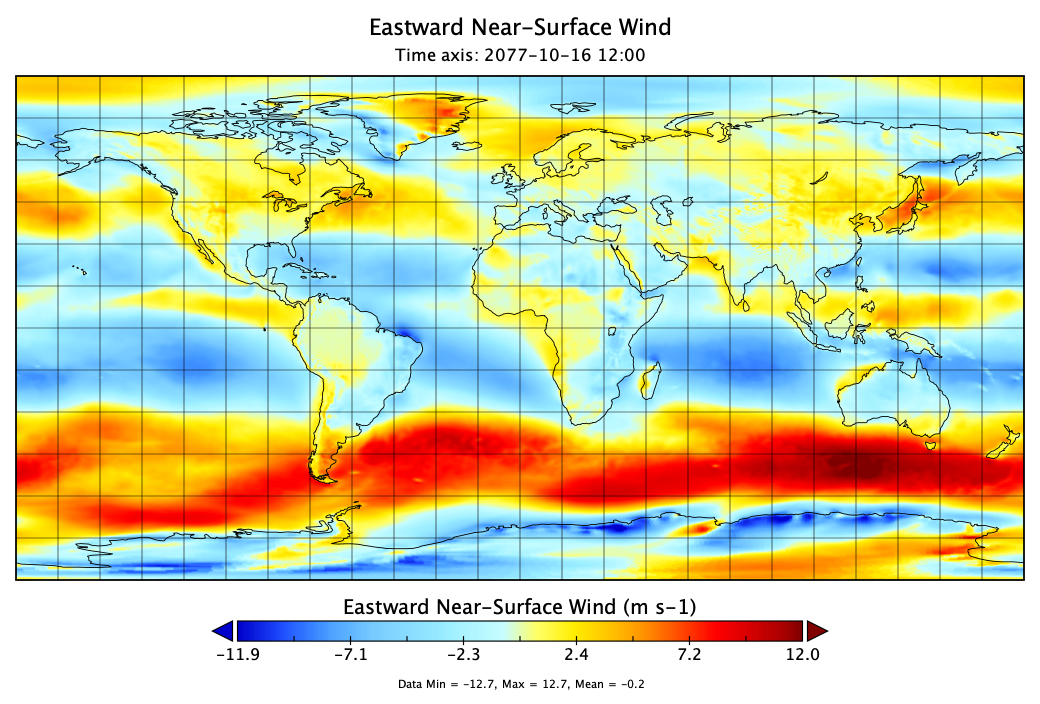 Eastward Near−Surface Wind
Time axis: 2077-10-16 12:00
Eastward Near−Surface Wind (m s-1)
−11.9 −7.1 −2.3 2.4 7.2 12.0
Data Min = −12.7, Max = 12.7, Mean = −0.2